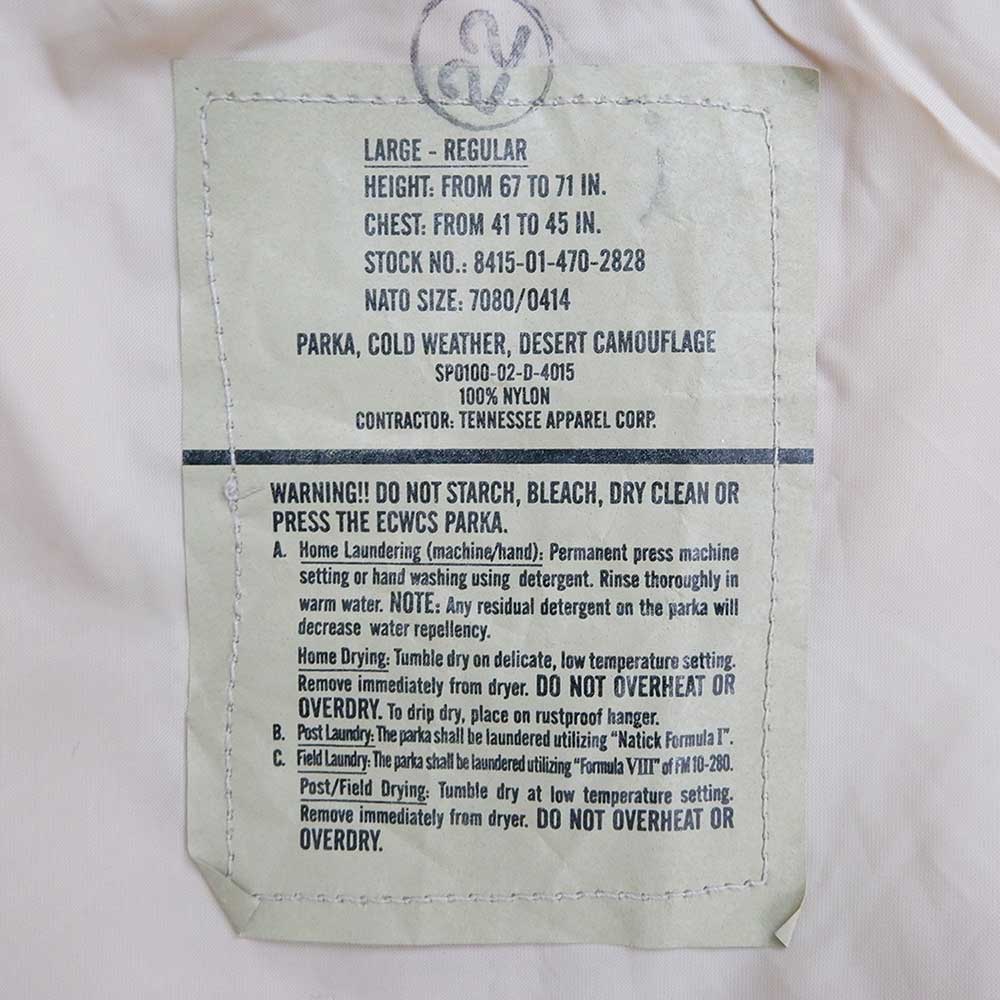 LARGE - REGULAR
HEIGHT: FROM 67 TO 71 IN.
CHEST: FROM 41 TO 45 IN.
STOCK NO.: 8415-01-470-2828
NATO SIZE: 7080/0414
PARKA, COLD WEATHER, DESERT CAMOUFLAGE
SP0100-02-D-4015
100% NYLON
CONTRACTOR: TENNESSEE APPAREL CORP.
WARNING!! DO NOT STARCH, BLEACH, DRY CLEAN OR
PRESS THE ECWCS PARKA.
A. Home Laundering (machine/hand): Permanent press machine
setting or hand washing using detergent. Rinse thoroughly in
warm water. NOTE: Any residual detergent on the parka will
decrease water repellency.
Home Drying: Tumble dry on delicate, low temperature setting.
Remove immediately from dryer. DO NOT OVERHEAT OR
OVERDRY. To drip dry, place on rustproof hanger.
B. Post Laundry: The parka shall be laundered utilizing "Natick Formula I".
C. Field Laundry: The parka shall be laundered utilizing "Formula VIII" of FM 10-280.
Post/Field Drying: Tumble dry at low temperature setting.
Remove immediately from dryer. DO NOT OVERHEAT OR
OVERDRY.